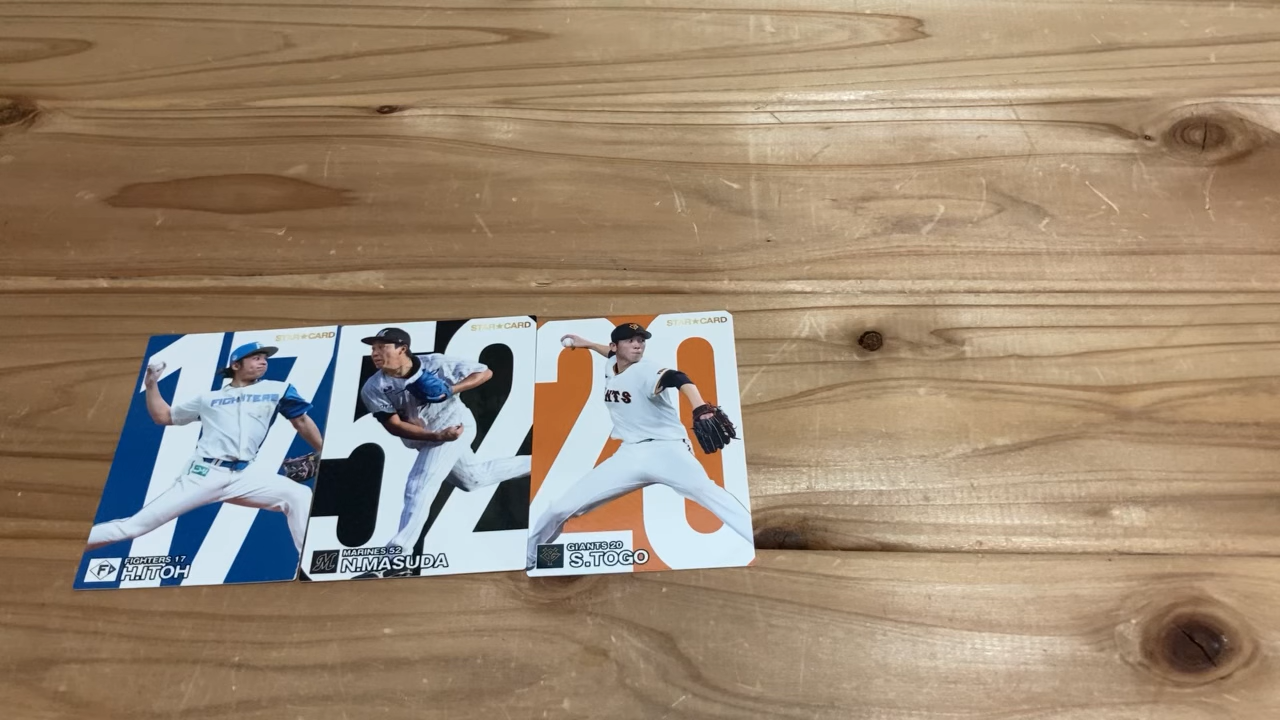 17
STAR★CARD
FIGHTERS
F
FIGHTERS 17
H.ITOH
52
STAR★CARD
M
MARINES 52
N.MASUDA
20
STAR★CARD
NTS
GIANTS 20
S.TOGO